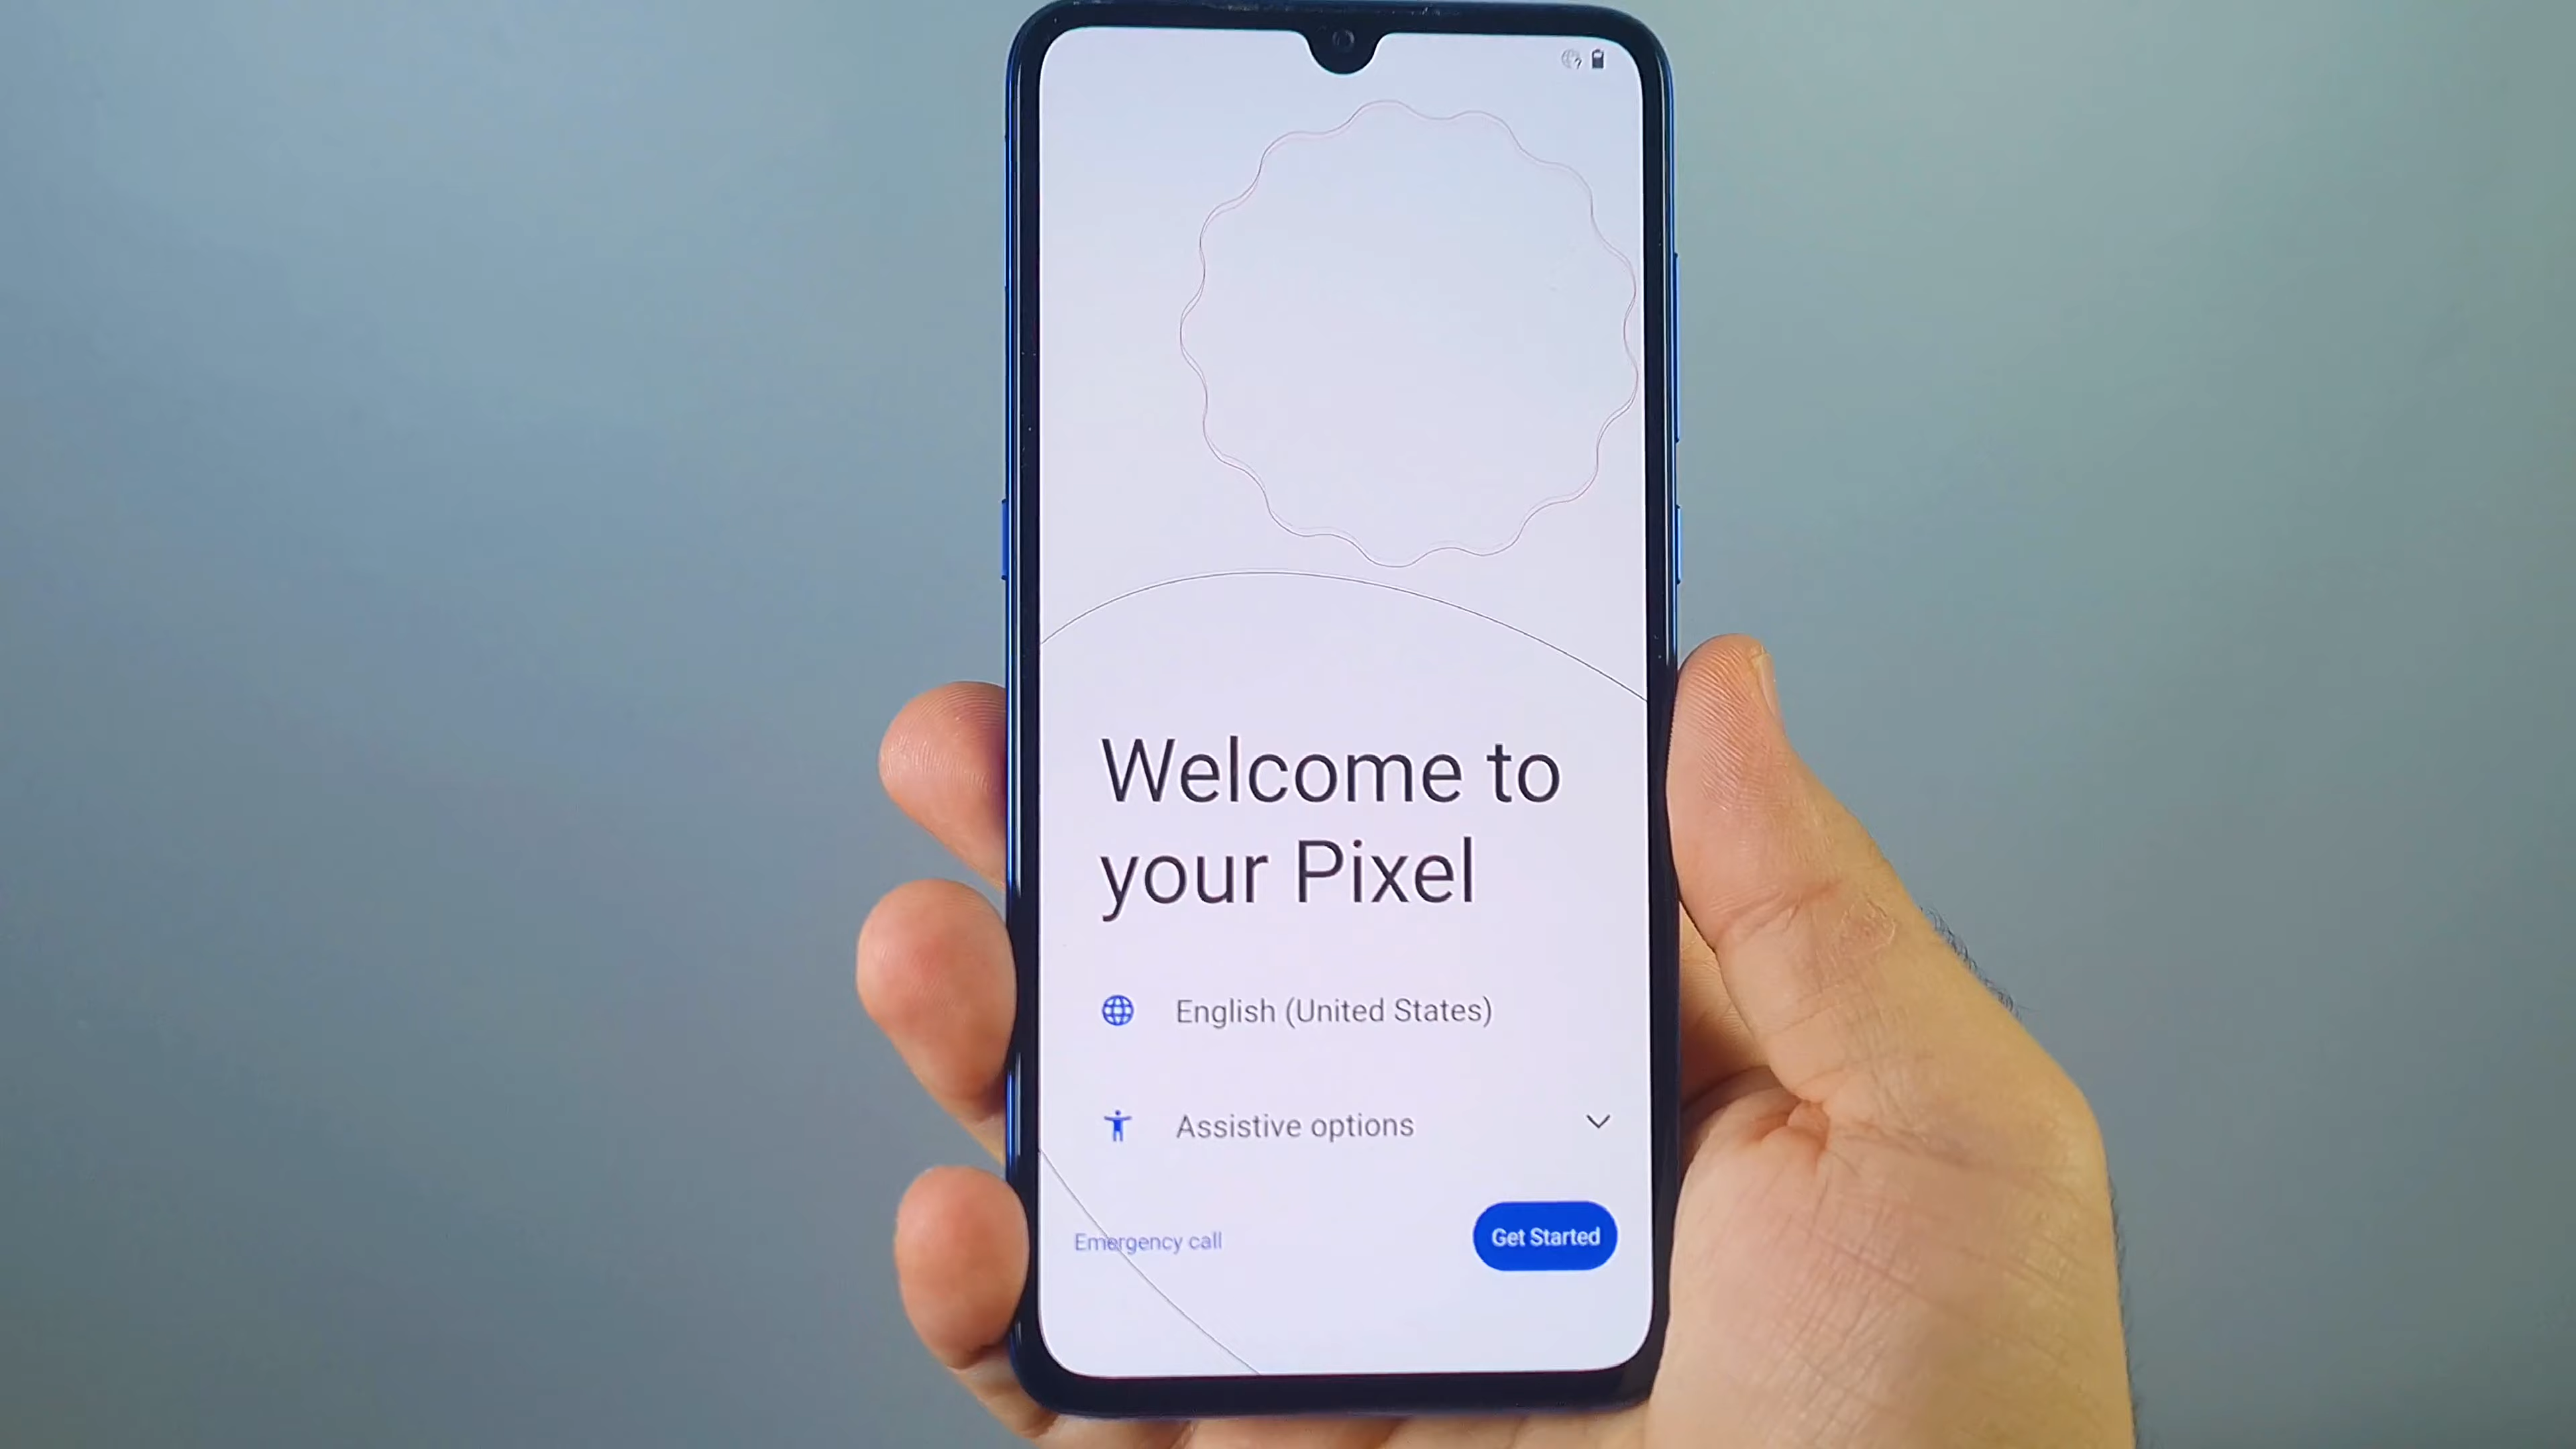 Welcome to
your Pixel
English (United States)
Assistive options
Emergency call
Get Started